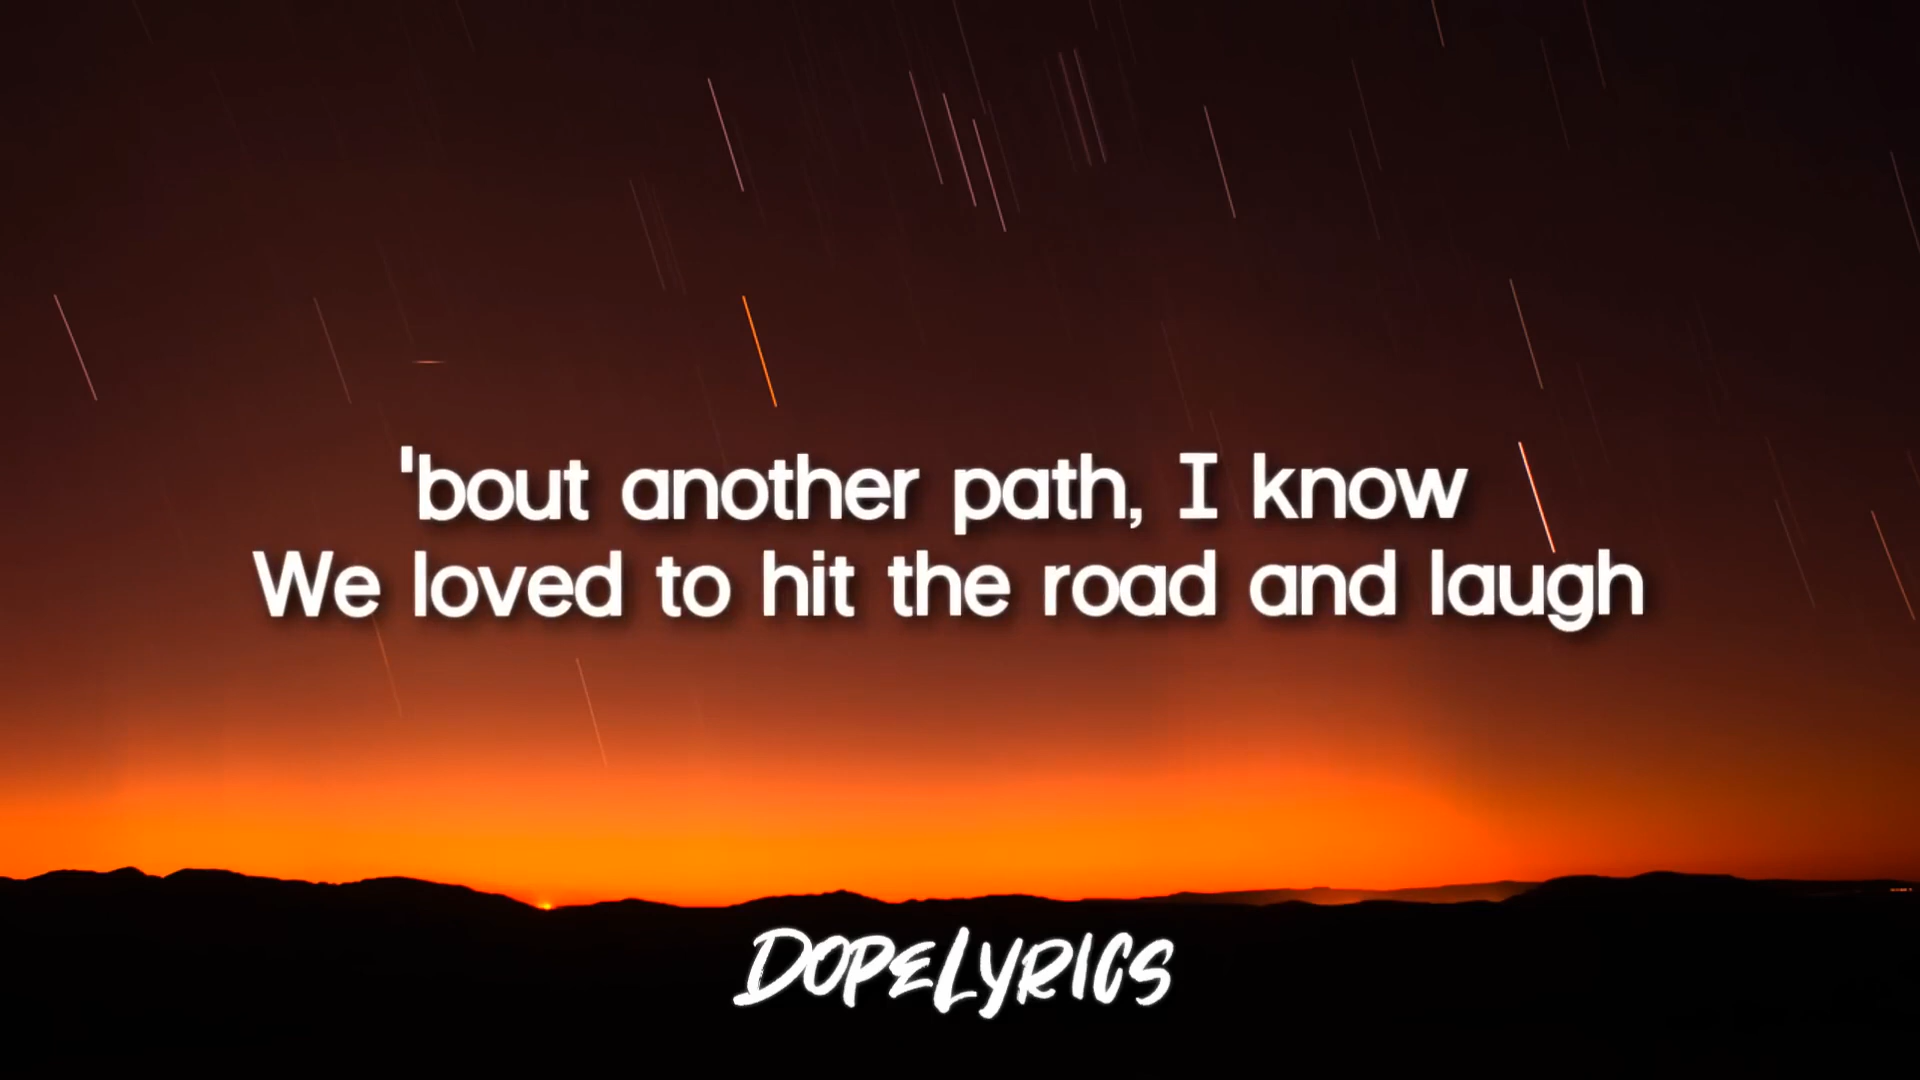 'bout another path, I know
We loved to hit the road and laugh
DOPELYRICS